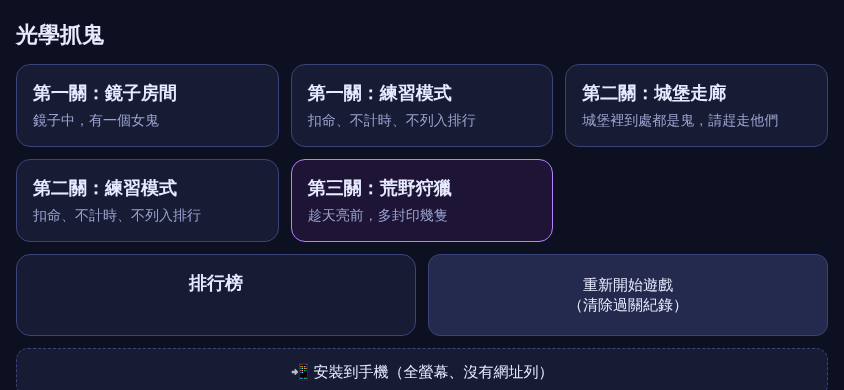 光學抓鬼
第一關：鏡子房間
鏡子中，有一個女鬼
第一關：練習模式
扣命、不計時、不列入排行
第二關：城堡走廊
城堡裡到處都是鬼，請趕走他們
第二關：練習模式
扣命、不計時、不列入排行
第三關：荒野狩獵
趁天亮前，多封印幾隻
排行榜
重新開始遊戲
（清除過關紀錄）
📲 安裝到手機（全螢幕、沒有網址列）